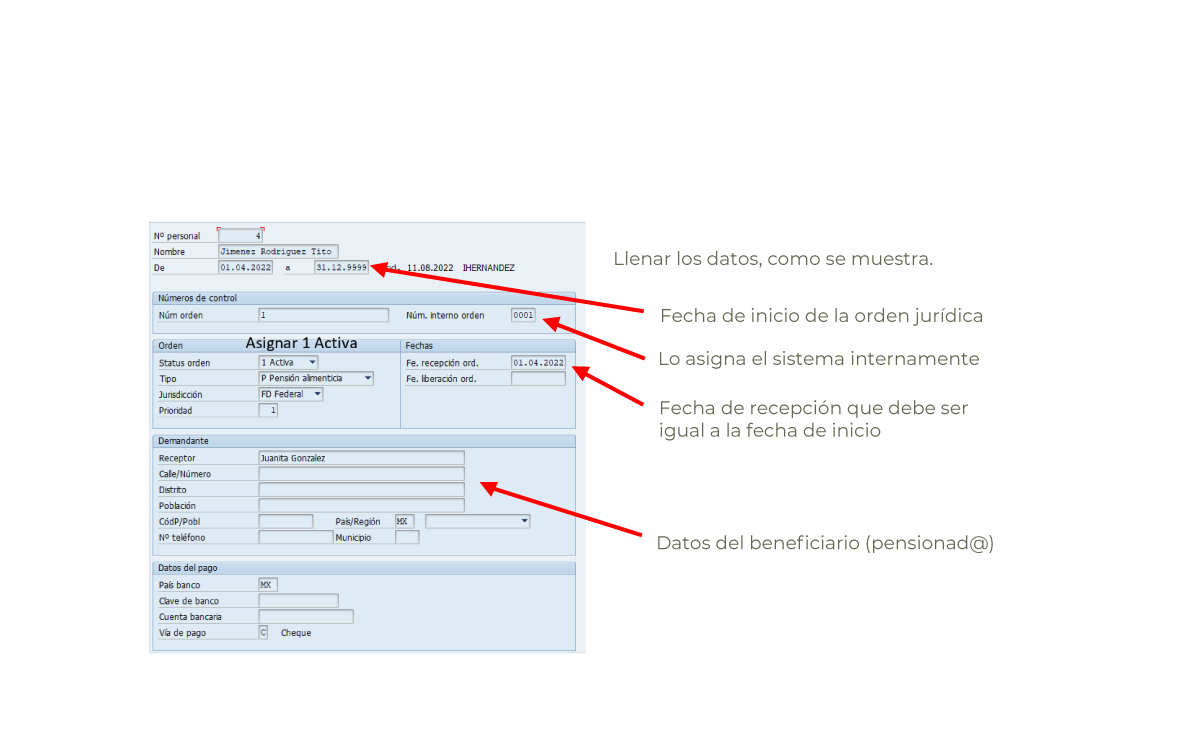 Nº personal 4
Nombre Jimenez Rodriguez Tito
De 01.04.2022 a 31.12.9999 11.08.2022 IHERNANDEZ
Llenar los datos, como se muestra.
Números de control
Núm orden 1 Núm. interno orden 0001
Fecha de inicio de la orden jurídica
Orden Asignar 1 Activa Fechas
Lo asigna el sistema internamente
Status orden 1 Activa Fe. recepción ord. 01.04.2022
Tipo P Pensión alimenticia Fe. liberación ord.
Jurisdicción FD Federal
Prioridad 1
Fecha de recepción que debe ser
igual a la fecha de inicio
Demandante
Receptor Juanita Gonzalez
Calle/Número
Distrito
Población
CódP/Pobl País/Región MX
Nº teléfono Municipio
Datos del beneficiario (pensionad@)
Datos del pago
País banco MX
Clave de banco
Cuenta bancaria
Vía de pago C Cheque